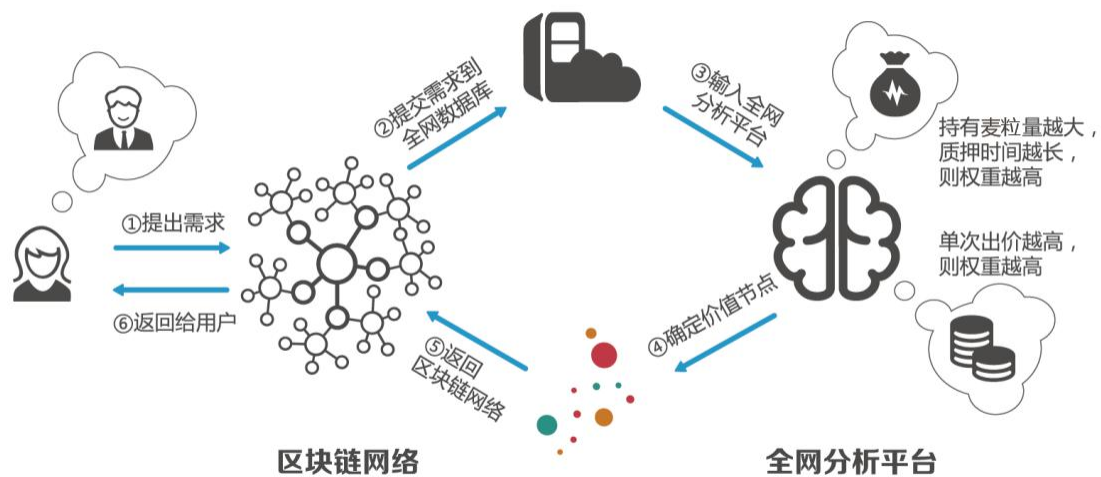 ①提出需求
②提交需求到
全网数据库
③输入全网
分析平台
持有麦粒量越大，
质押时间越长，
则权重越高
单次出价越高，
则权重越高
④确定价值节点
⑤返回
区块链网络
⑥返回给用户
区块链网络
全网分析平台